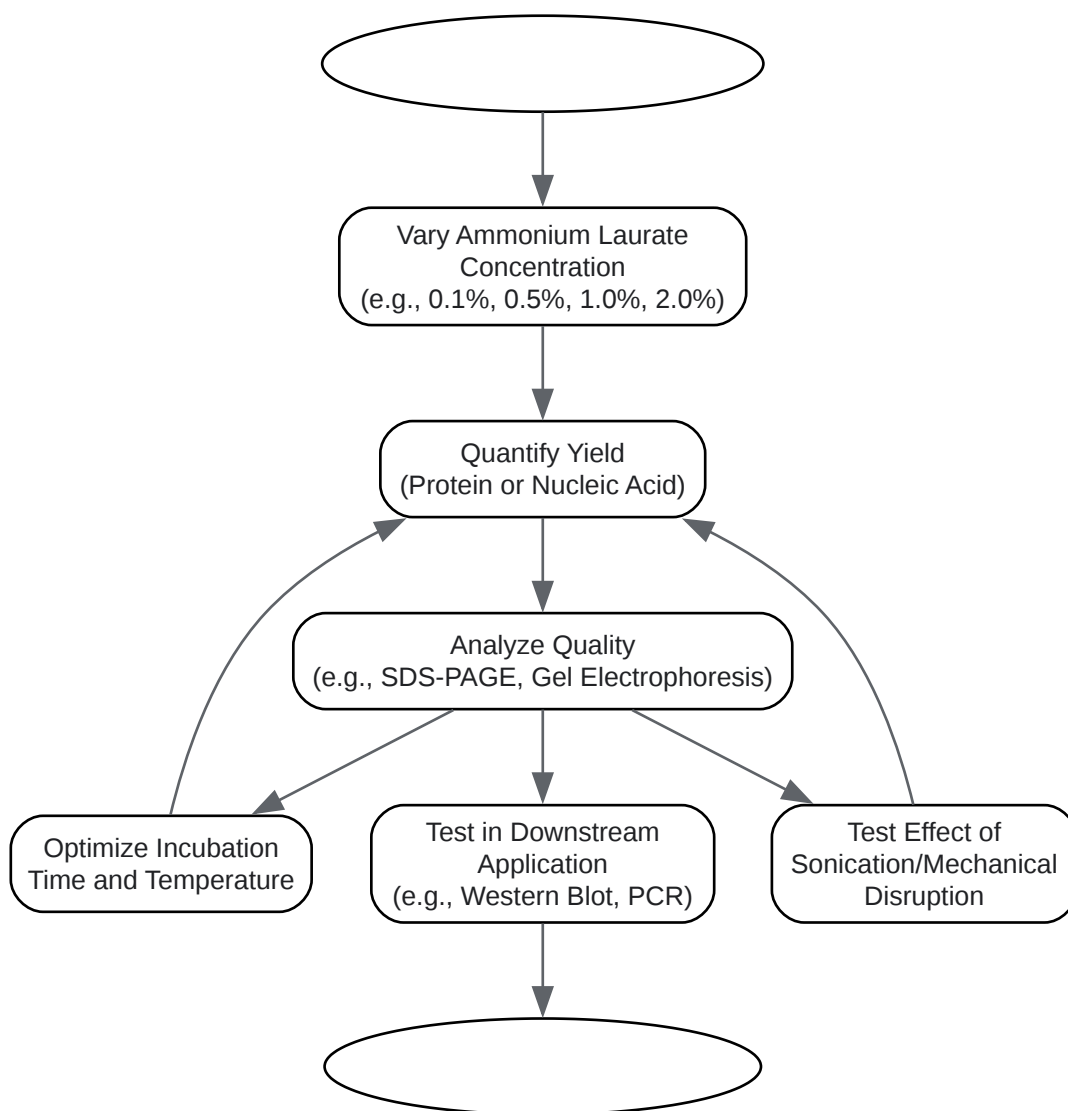 Vary Ammonium Laurate
Concentration
(e.g., 0.1%, 0.5%, 1.0%, 2.0%)
Quantify Yield
(Protein or Nucleic Acid)
Analyze Quality
(e.g., SDS-PAGE, Gel Electrophoresis)
Optimize Incubation
Time and Temperature
Test in Downstream
Application
(e.g., Western Blot, PCR)
Test Effect of
Sonication/Mechanical
Disruption